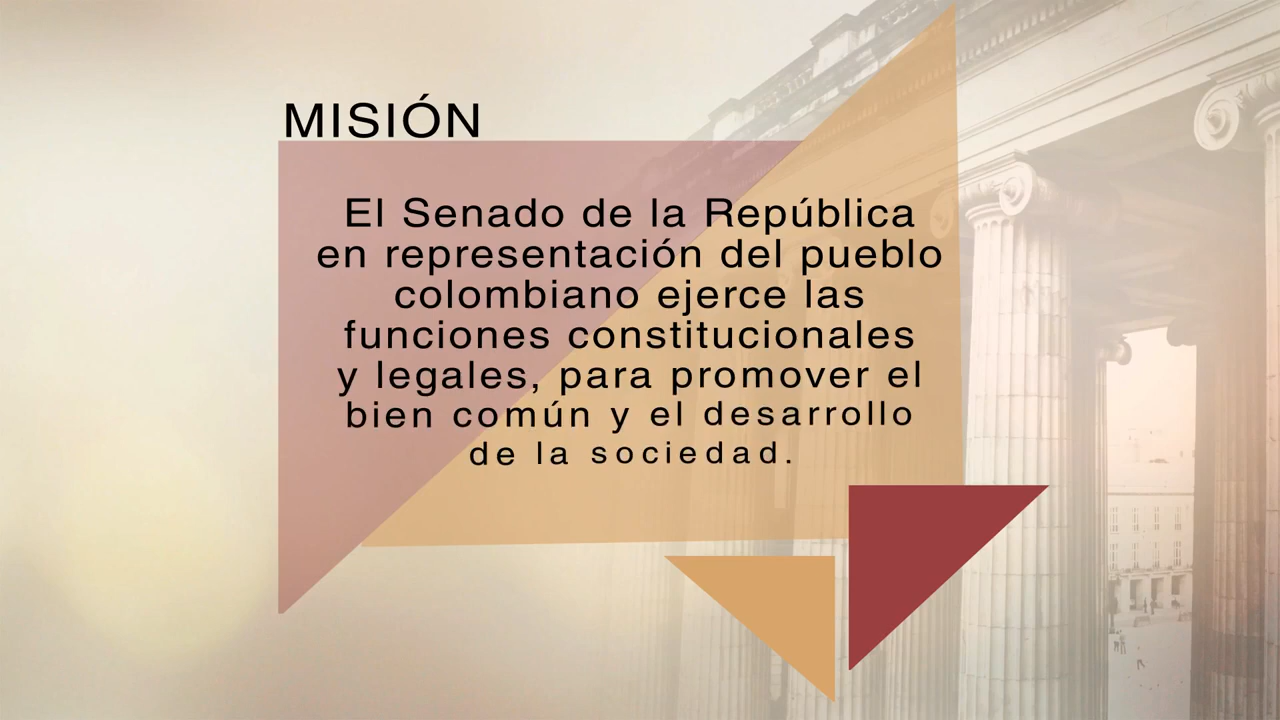 MISIÓN
El Senado de la República
en representación del pueblo
colombiano ejerce las
funciones constitucionales
y legales, para promover el
bien común y el desarrollo
de la sociedad.